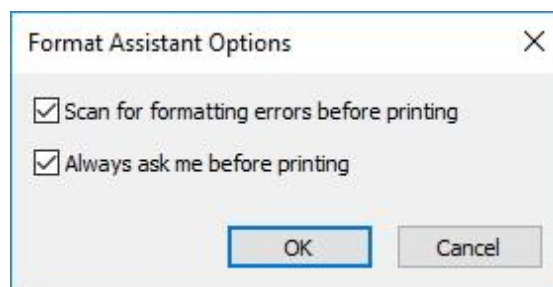 Format Assistant Options
Scan for formatting errors before printing
Always ask me before printing
OK Cancel